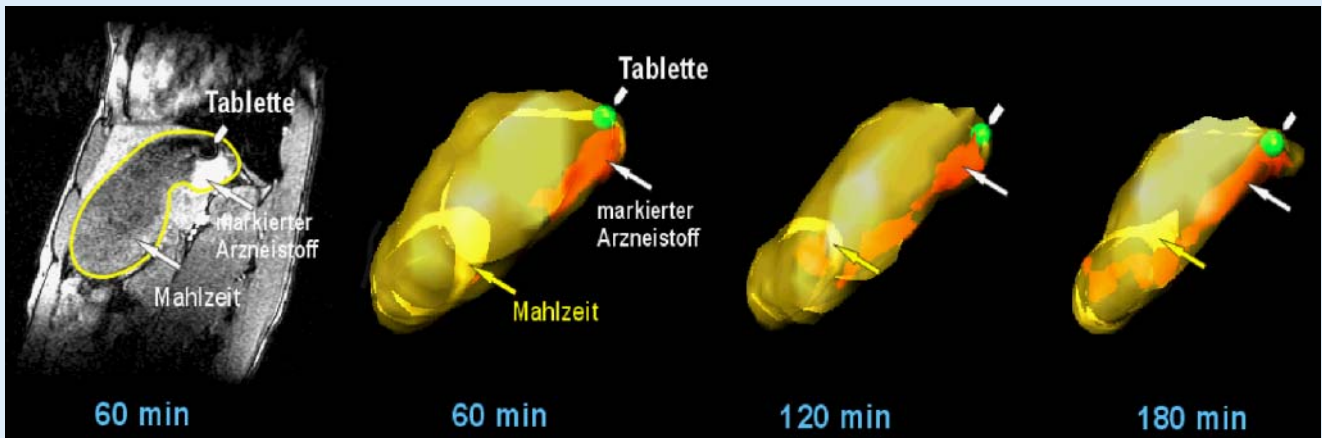 Tablette
markierter
Arzneistoff
Mahlzeit
60 min
Tablette
markierter
Arzneistoff
Mahlzeit
60 min
120 min
180 min